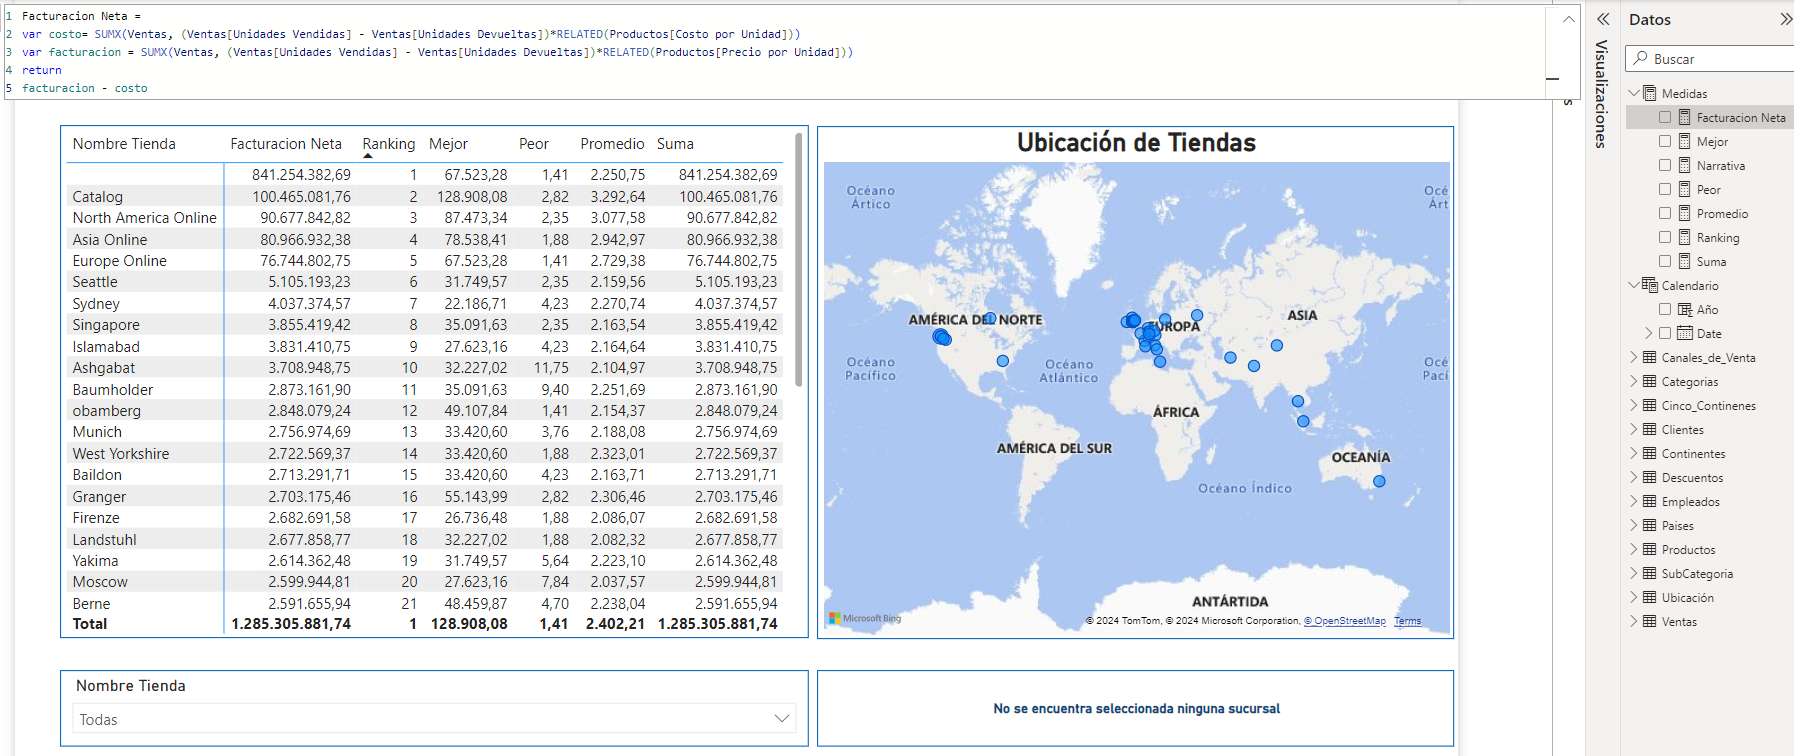 1 Facturacion Neta =
2 var costo= SUMX(Ventas, (Ventas[Unidades Vendidas] - Ventas[Unidades Devueltas])*RELATED(Productos[Costo por Unidad]))
3 var facturacion = SUMX(Ventas, (Ventas[Unidades Vendidas] - Ventas[Unidades Devueltas])*RELATED(Productos[Precio por Unidad]))
4 return
5 facturacion - costo
Nombre Tienda Facturacion Neta Ranking Mejor Peor Promedio Suma
841.254.382,69 1 67.523,28 1,41 2.250,75 841.254.382,69
Catalog 100.465.081,76 2 128.908,08 2,82 3.292,64 100.465.081,76
North America Online 90.677.842,82 3 87.473,34 2,35 3.077,58 90.677.842,82
Asia Online 80.966.932,38 4 78.538,41 1,88 2.942,97 80.966.932,38
Europe Online 76.744.802,75 5 67.523,28 1,41 2.729,38 76.744.802,75
Seattle 5.105.193,23 6 31.749,57 2,35 2.159,56 5.105.193,23
Sydney 4.037.374,57 7 22.186,71 4,23 2.270,74 4.037.374,57
Singapore 3.855.419,42 8 35.091,63 2,35 2.163,54 3.855.419,42
Islamabad 3.831.410,75 9 27.623,16 4,23 2.164,64 3.831.410,75
Ashgabat 3.708.948,75 10 32.227,02 11,75 2.104,97 3.708.948,75
Baumholder 2.873.161,90 11 35.091,63 9,40 2.251,69 2.873.161,90
obamberg 2.848.079,24 12 49.107,84 1,41 2.154,37 2.848.079,24
Munich 2.756.974,69 13 33.420,60 3,76 2.188,08 2.756.974,69
West Yorkshire 2.722.569,37 14 33.420,60 1,88 2.323,01 2.722.569,37
Baildon 2.713.291,71 15 33.420,60 4,23 2.163,71 2.713.291,71
Granger 2.703.175,46 16 55.143,99 2,82 2.306,46 2.703.175,46
Firenze 2.682.691,58 17 26.736,48 1,88 2.086,07 2.682.691,58
Landstuhl 2.677.858,77 18 32.227,02 1,88 2.082,32 2.677.858,77
Yakima 2.614.362,48 19 31.749,57 5,64 2.223,10 2.614.362,48
Moscow 2.599.944,81 20 27.623,16 7,84 2.037,57 2.599.944,81
Berne 2.591.655,94 21 48.459,87 4,70 2.238,04 2.591.655,94
Total 1.285.305.881,74 1 128.908,08 1,41 2.402,21 1.285.305.881,74
Nombre Tienda
Todas
Ubicación de Tiendas
Océano
Ártico
Océ
Árt
AMÉRICA DEL NORTE
EUROPA
ASIA
Océano
Pacífico
Océano
Atlántico
Océ
Pací
ÁFRICA
AMÉRICA DEL SUR
OCEANÍA
Océano Índico
ANTÁRTIDA
Microsoft Bing
© 2024 TomTom, © 2024 Microsoft Corporation, © OpenStreetMap Terms
No se encuentra seleccionada ninguna sucursal
s
Visualizaciones
Datos
Buscar
Medidas
Facturacion Neta
Mejor
Narrativa
Peor
Promedio
Ranking
Suma
Calendario
Año
Date
Canales_de_Venta
Categorias
Cinco_Continenes
Clientes
Continentes
Descuentos
Empleados
Paises
Productos
SubCategoria
Ubicación
Ventas